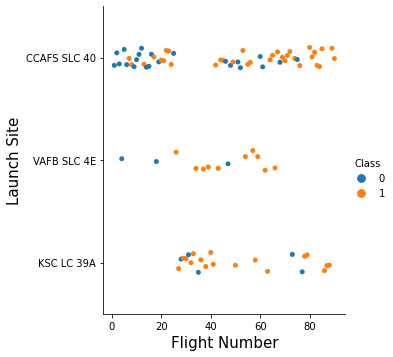 CCAFS SLC 40
VAFB SLC 4E
KSC LC 39A
Launch Site
0
20
40
60
80
Flight Number
Class
0
1